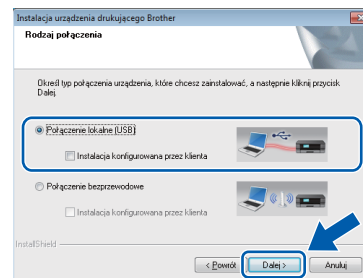 Instalacja urządzenia drukującego Brother
Rodzaj połączenia
Określ typ połączenia urządzenia, które chcesz zainstalować, a następnie kliknij przycisk
Dalej.
Połączenie lokalne (USB)
Instalacja konfigurowana przez klienta
Połączenie bezprzewodowe
Instalacja konfigurowana przez klienta
InstallShield
< Powrót
Dalej >
Anuluj